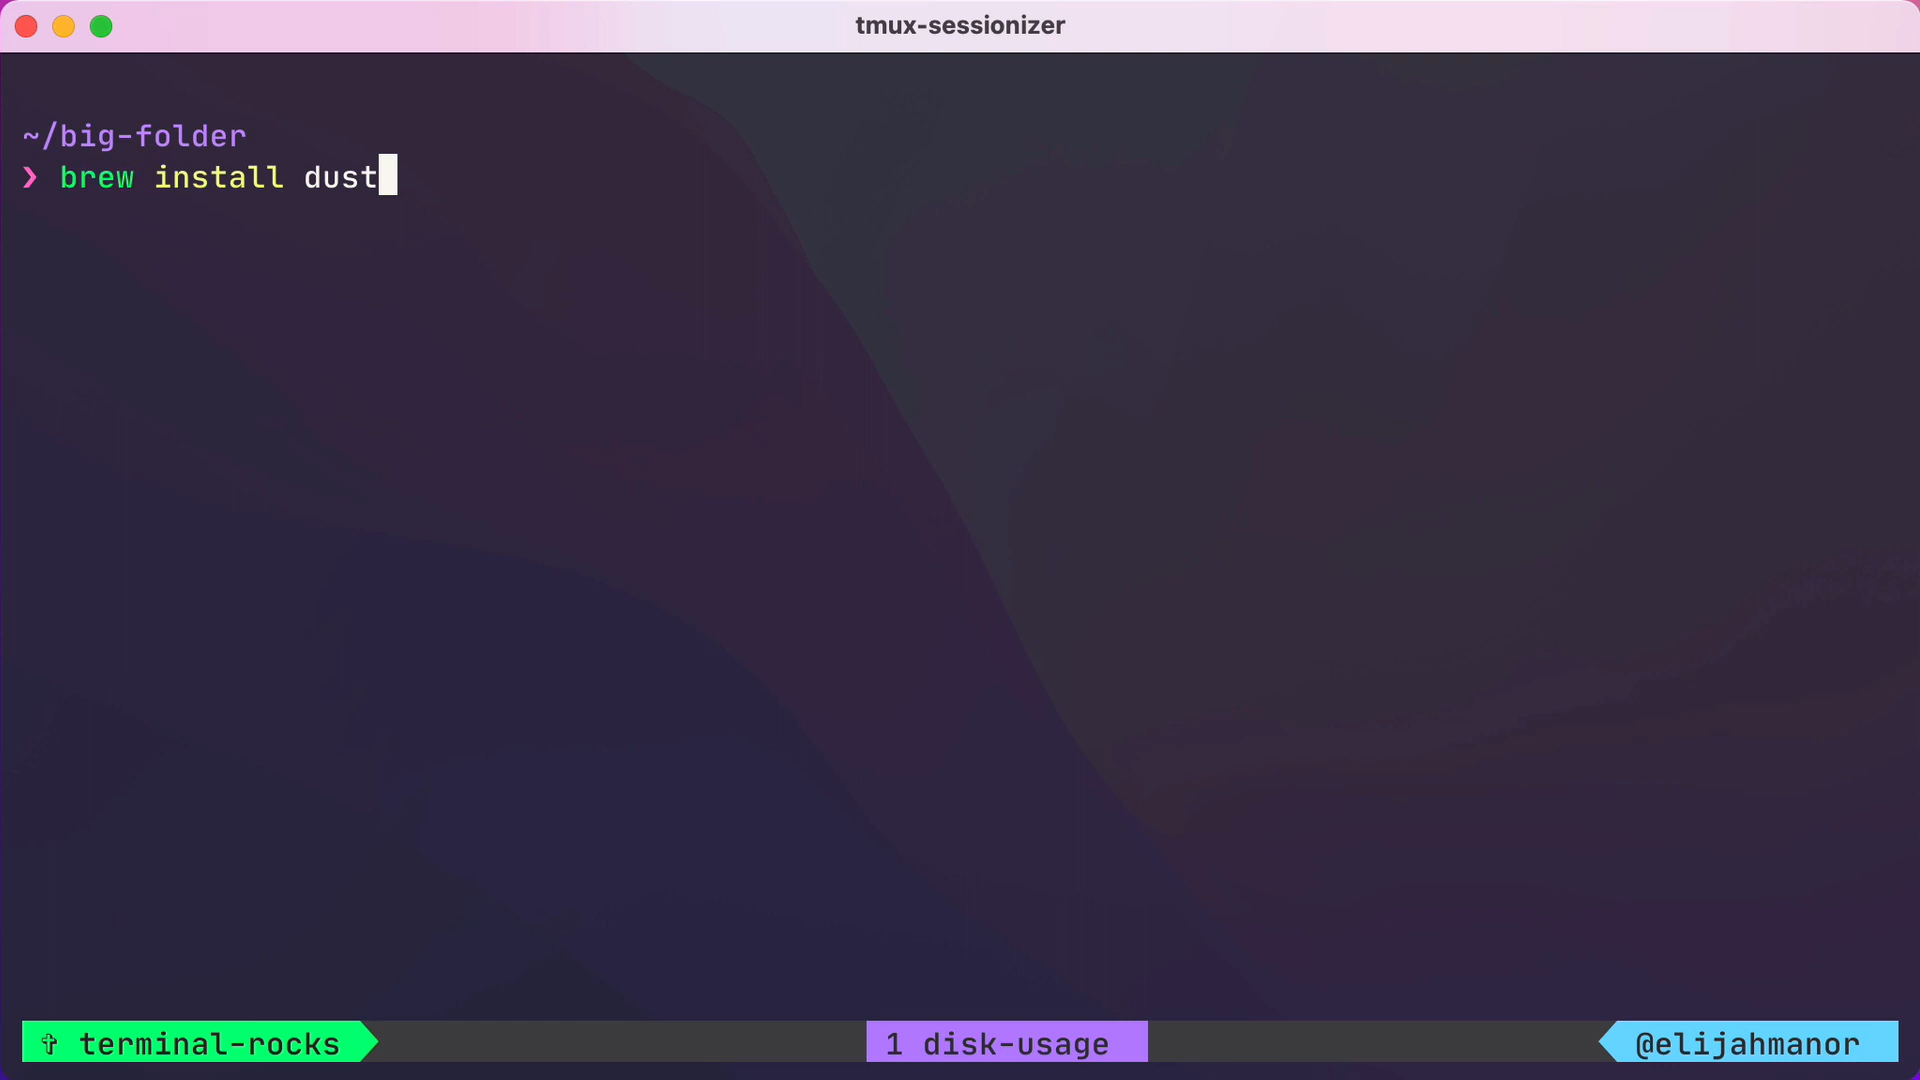 tmux-sessionizer
~/big-folder
❯ brew install dust
✞ terminal-rocks
1 disk-usage
@elijahmanor